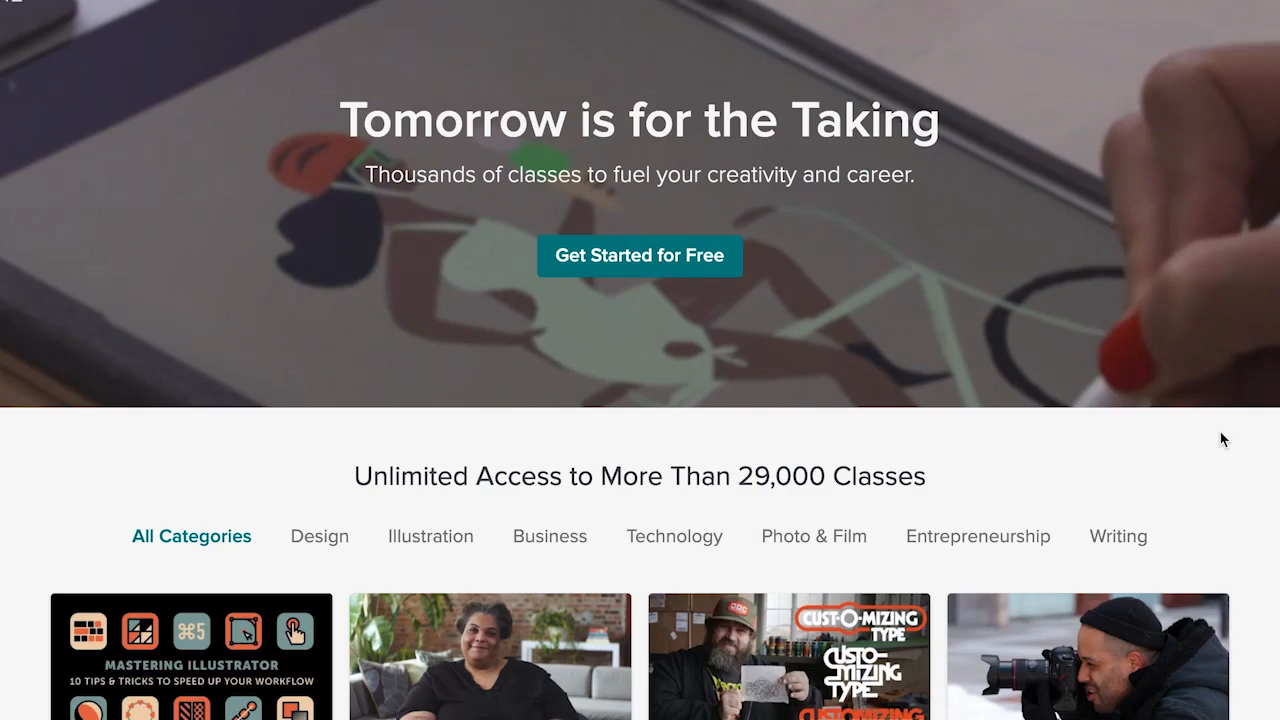 Tomorrow is for the Taking
Thousands of classes to fuel your creativity and career.
Get Started for Free
Unlimited Access to More Than 29,000 Classes
All Categories Design Illustration Business Technology Photo & Film Entrepreneurship Writing
⌘5
MASTERING ILLUSTRATOR
10 TIPS & TRICKS TO SPEED UP YOUR WORKFLOW
CUST-O-MIZING
TYPE
CUSTO-
MIZING
TYPE
CUSTOMIZING